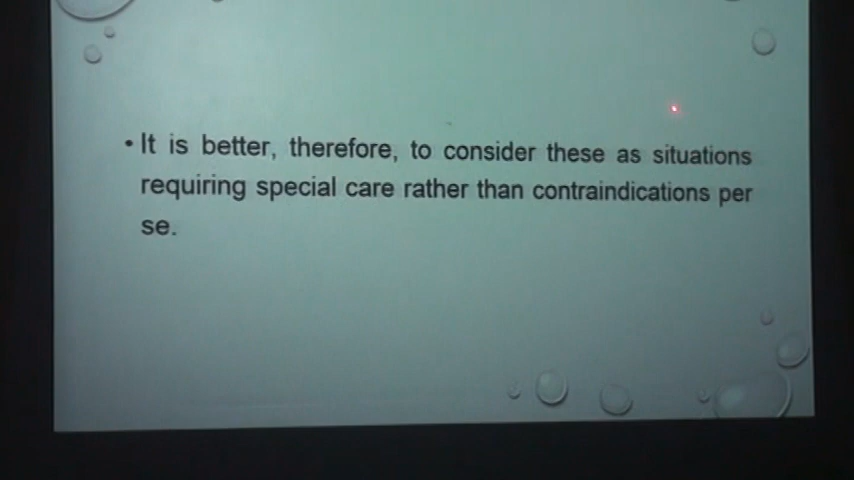 • It is better, therefore, to consider these as situations
requiring special care rather than contraindications per
se.